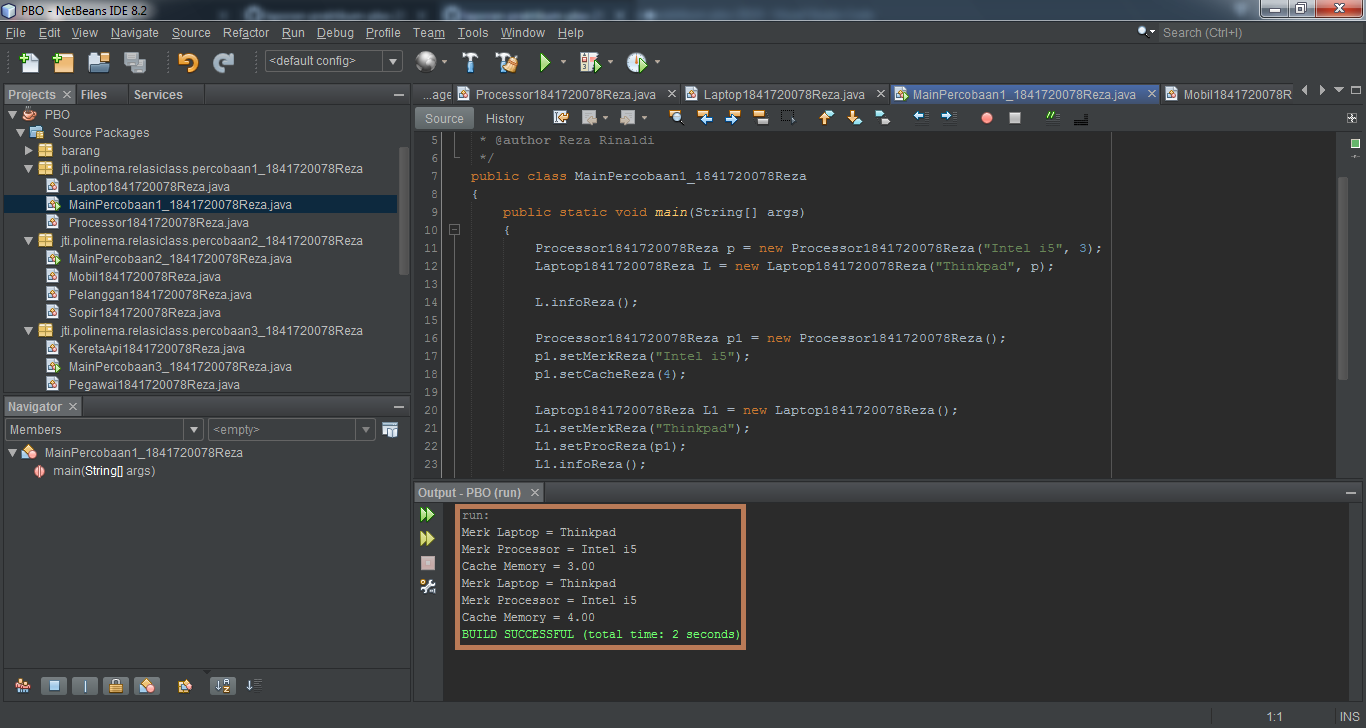 PBO - NetBeans IDE 8.2
File Edit View Navigate Source Refactor Run Debug Profile Team Tools Window Help
Search (Ctrl+I)
<default config>
Projects Files Services
PBO
Source Packages
barang
jti.polinema.relasiclass.percobaan1_1841720078Reza
Laptop1841720078Reza.java
MainPercobaan1_1841720078Reza.java
Processor1841720078Reza.java
jti.polinema.relasiclass.percobaan2_1841720078Reza
MainPercobaan2_1841720078Reza.java
Mobil1841720078Reza.java
Pelanggan1841720078Reza.java
Sopir1841720078Reza.java
jti.polinema.relasiclass.percobaan3_1841720078Reza
KeretaApi1841720078Reza.java
MainPercobaan3_1841720078Reza.java
Pegawai1841720078Reza.java
Navigator
Members
<empty>
MainPercobaan1_1841720078Reza
main(String[] args)
...age Processor1841720078Reza.java Laptop1841720078Reza.java MainPercobaan1_1841720078Reza.java Mobil1841720078R
Source History
5 * @author Reza Rinaldi
6 */
7 public class MainPercobaan1_1841720078Reza
8 {
9 public static void main(String[] args)
10 {
11 Processor1841720078Reza p = new Processor1841720078Reza("Intel i5", 3);
12 Laptop1841720078Reza L = new Laptop1841720078Reza("Thinkpad", p);
13
14 L.infoReza();
15
16 Processor1841720078Reza p1 = new Processor1841720078Reza();
17 p1.setMerkReza("Intel i5");
18 p1.setCacheReza(4);
19
20 Laptop1841720078Reza L1 = new Laptop1841720078Reza();
21 L1.setMerkReza("Thinkpad");
22 L1.setProcReza(p1);
23 L1.infoReza();
Output - PBO (run)
run:
Merk Laptop = Thinkpad
Merk Processor = Intel i5
Cache Memory = 3.00
Merk Laptop = Thinkpad
Merk Processor = Intel i5
Cache Memory = 4.00
BUILD SUCCESSFUL (total time: 2 seconds)
1:1 INS